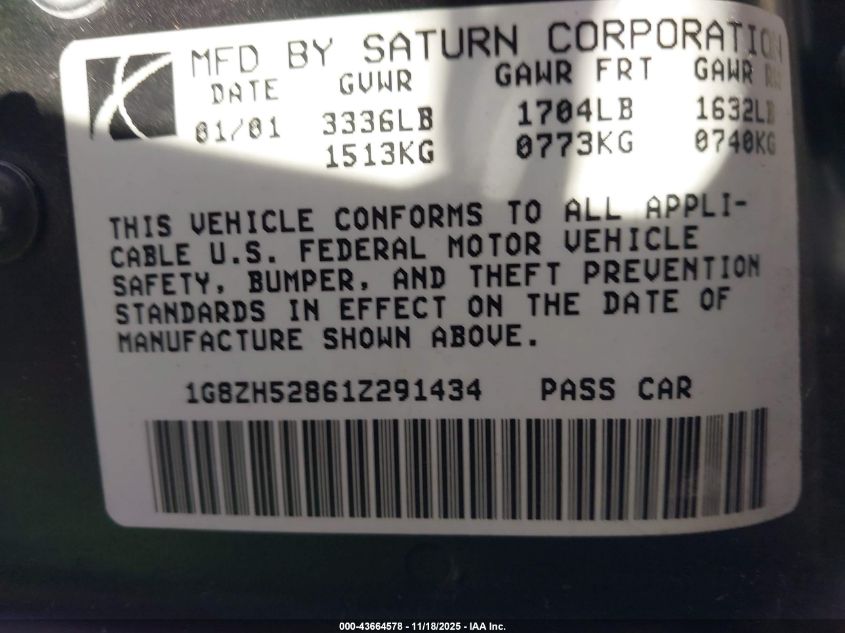 MFD BY SATURN CORPORATION
DATE GVWR GAWR FRT GAWR
01/01 3336LB 1704LB 1632LB
1513KG 0773KG 0740KG
THIS VEHICLE CONFORMS TO ALL APPLI-
CABLE U.S. FEDERAL MOTOR VEHICLE
SAFETY, BUMPER, AND THEFT PREVENTION
STANDARDS IN EFFECT ON THE DATE OF
MANUFACTURE SHOWN ABOVE.
1G8ZH52861Z291434 PASS CAR
000-43664578 - 11/18/2025 - IAA Inc.